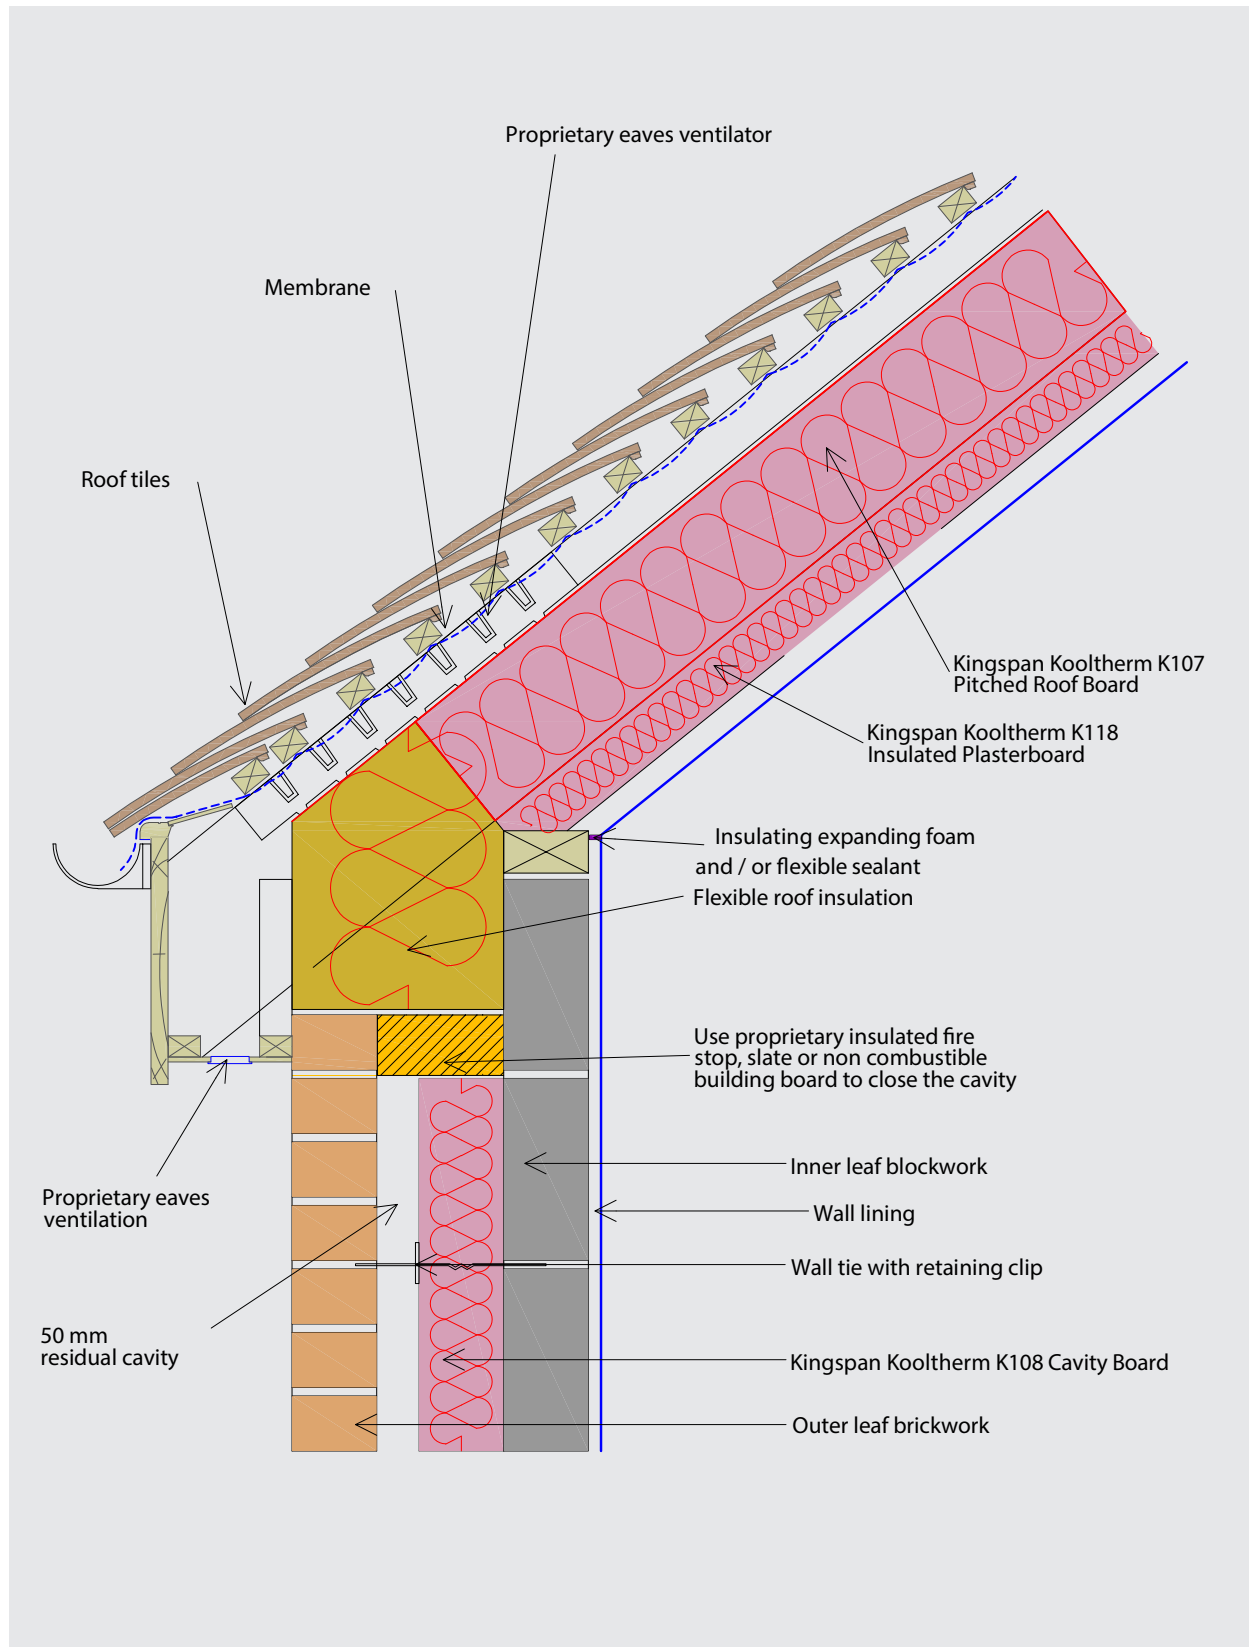 Proprietary eaves ventilator
Membrane
Roof tiles
Kingspan Kooltherm K107
Pitched Roof Board
Kingspan Kooltherm K118
Insulated Plasterboard
Insulating expanding foam
and / or flexible sealant
Flexible roof insulation
Use proprietary insulated fire
stop, slate or non combustible
building board to close the cavity
Inner leaf blockwork
Proprietary eaves
ventilation
Wall lining
Wall tie with retaining clip
50 mm
residual cavity
Kingspan Kooltherm K108 Cavity Board
Outer leaf brickwork